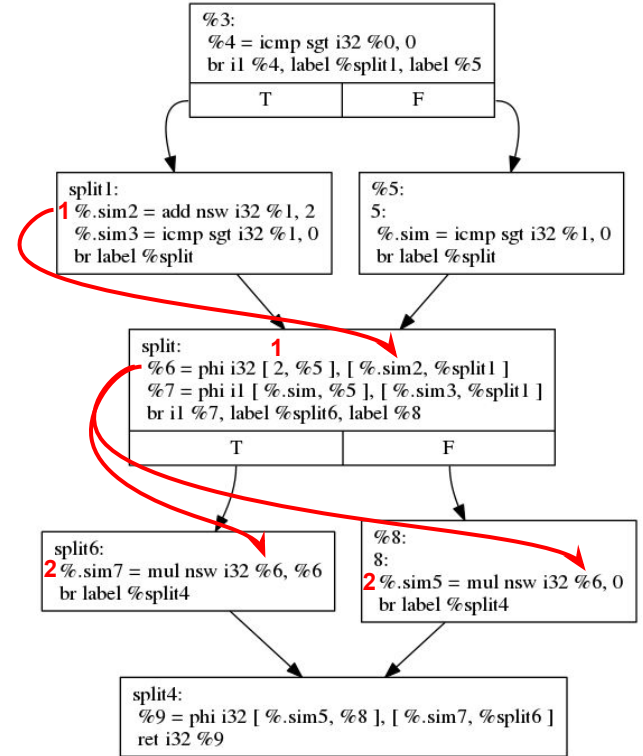 %3:
%4 = icmp sgt i32 %0, 0
br i1 %4, label %split1, label %5
T F
split1:
1 %.sim2 = add nsw i32 %1, 2
%.sim3 = icmp sgt i32 %1, 0
br label %split
%5:
5:
%.sim = icmp sgt i32 %1, 0
br label %split
1
split:
%6 = phi i32 [ 2, %5 ], [ %.sim2, %split1 ]
%7 = phi i1 [ %.sim, %5 ], [ %.sim3, %split1 ]
br i1 %7, label %split6, label %8
T F
split6:
2 %.sim7 = mul nsw i32 %6, %6
br label %split4
%8:
8:
2 %.sim5 = mul nsw i32 %6, 0
br label %split4
split4:
%9 = phi i32 [ %.sim5, %8 ], [ %.sim7, %split6 ]
ret i32 %9